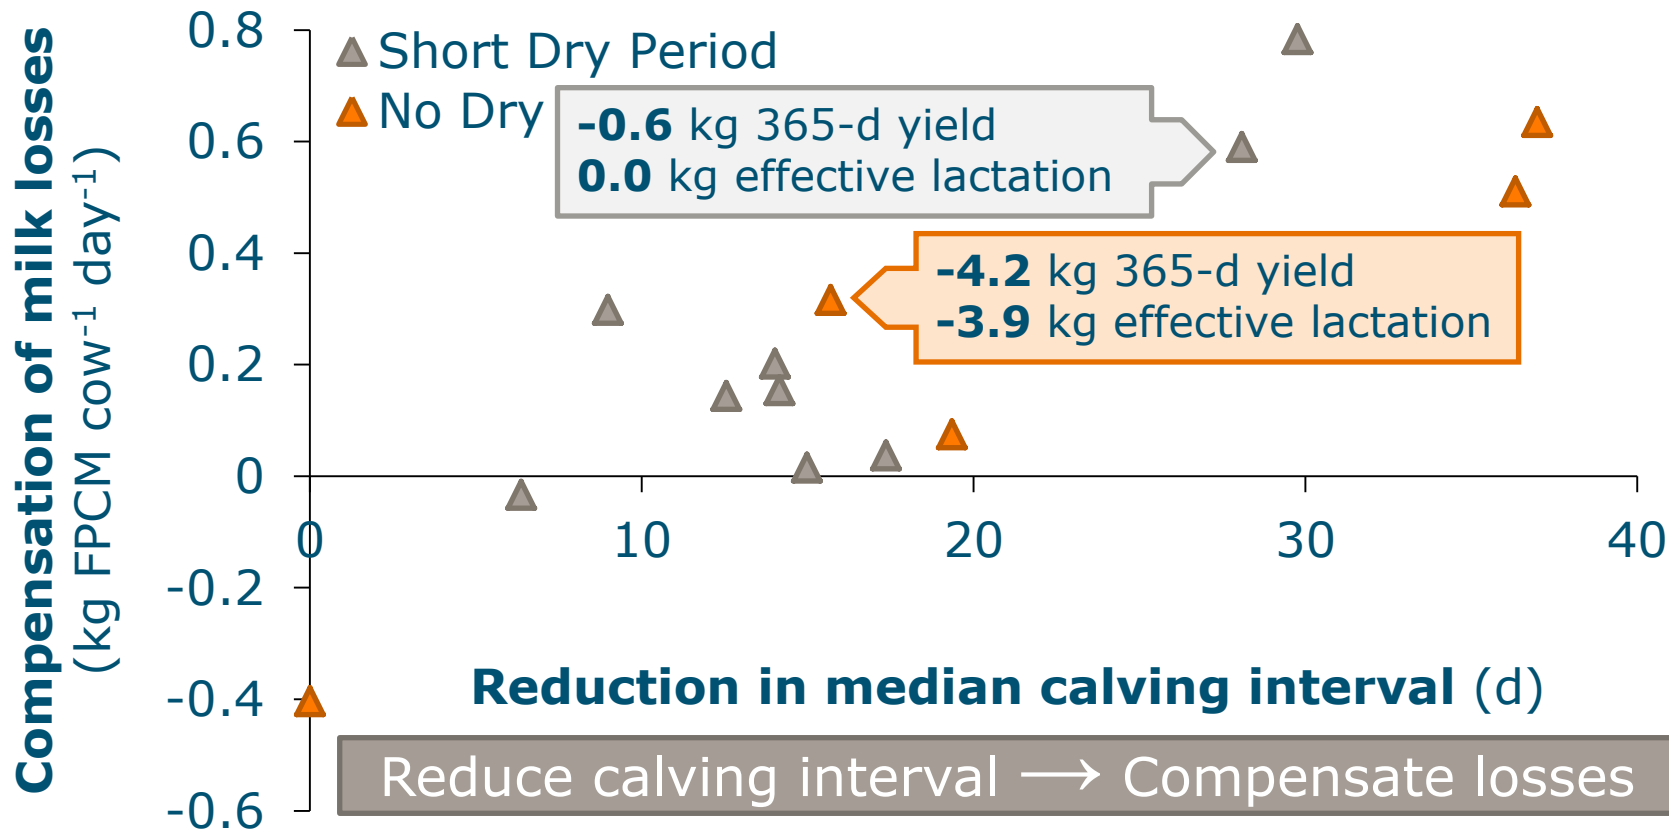 Compensation of milk losses
(kg FPCM cow-1 day-1)
0.8
0.6
0.4
0.2
0
-0.2
-0.4
-0.6
Short Dry Period
No Dry
-0.6 kg 365-d yield
0.0 kg effective lactation
-4.2 kg 365-d yield
-3.9 kg effective lactation
0 10 20 30 40
Reduction in median calving interval (d)
Reduce calving interval → Compensate losses